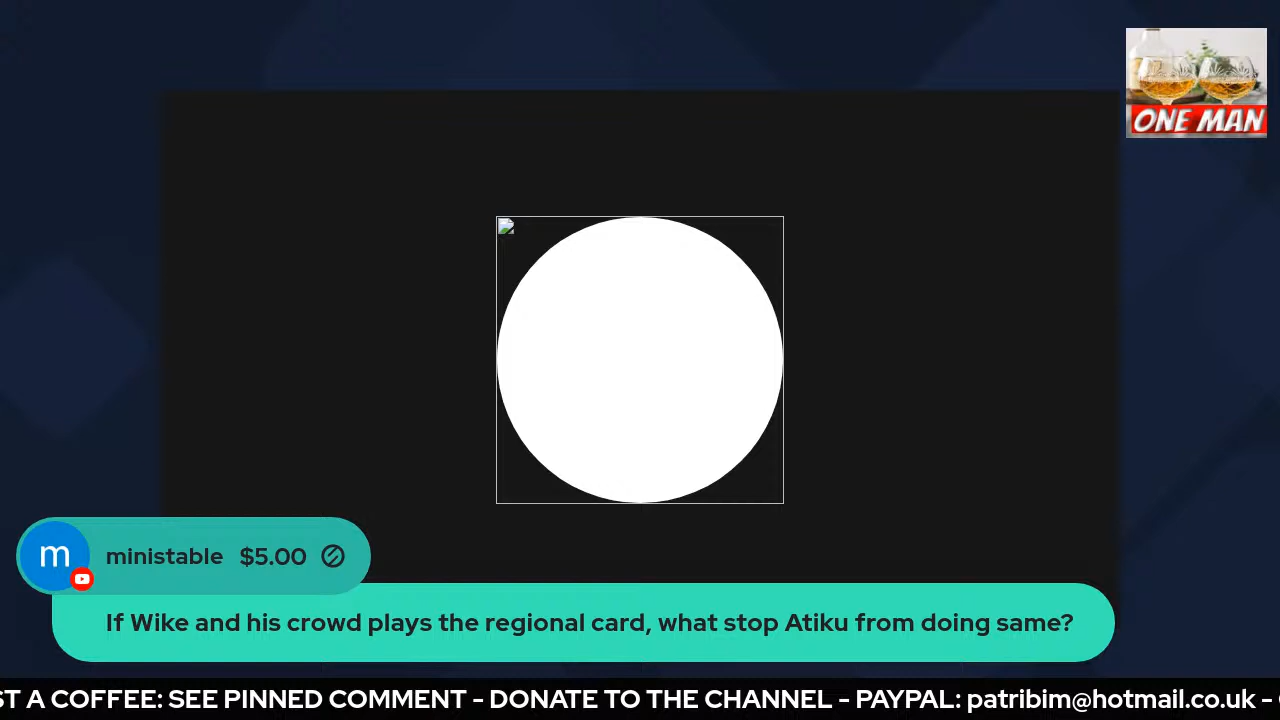 ONE MAN
m
ministable $5.00
If Wike and his crowd plays the regional card, what stop Atiku from doing same?
ST A COFFEE: SEE PINNED COMMENT - DONATE TO THE CHANNEL - PAYPAL: patribim@hotmail.co.uk -